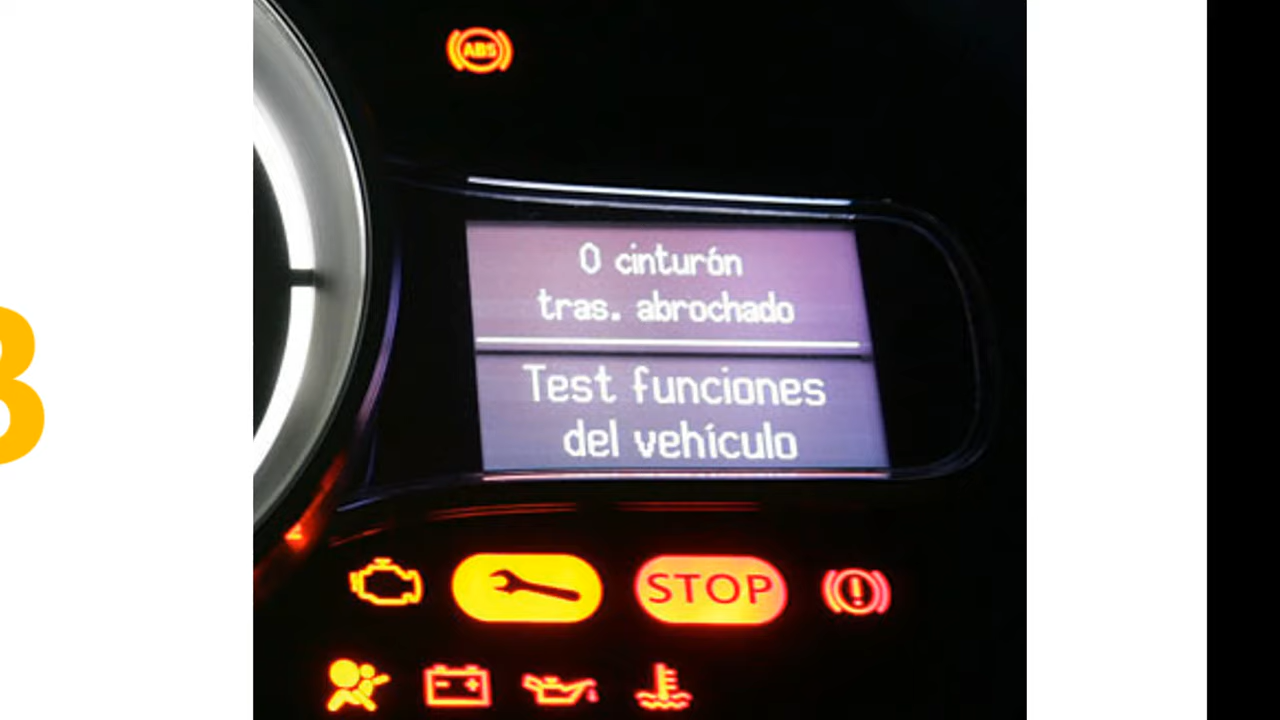 ABS
0 cinturón
tras. abrochado
Test funciones
del vehículo
STOP